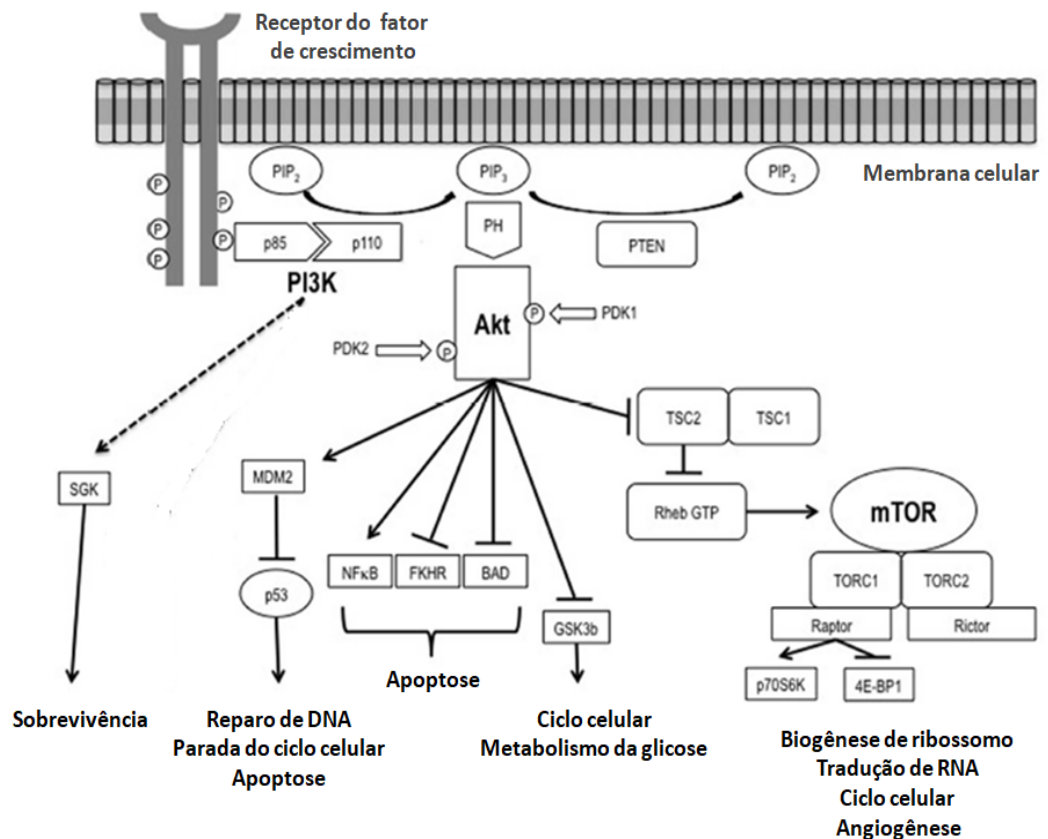 Receptor do fator
de crescimento
Membrana celular
PIP2
PIP3
PIP2
P
P
P
P
P
p85
p110
PI3K
PH
PTEN
Akt
P
PDK1
PDK2
P
TSC2
TSC1
SGK
MDM2
Rheb GTP
mTOR
p53
NFκB
FKHR
BAD
TORC1
TORC2
GSK3b
Raptor
Rictor
p70S6K
4E-BP1
Sobrevivência
Reparo de DNA
Parada do ciclo celular
Apoptose
Apoptose
Ciclo celular
Metabolismo da glicose
Biogênese de ribossomo
Tradução de RNA
Ciclo celular
Angiogênese